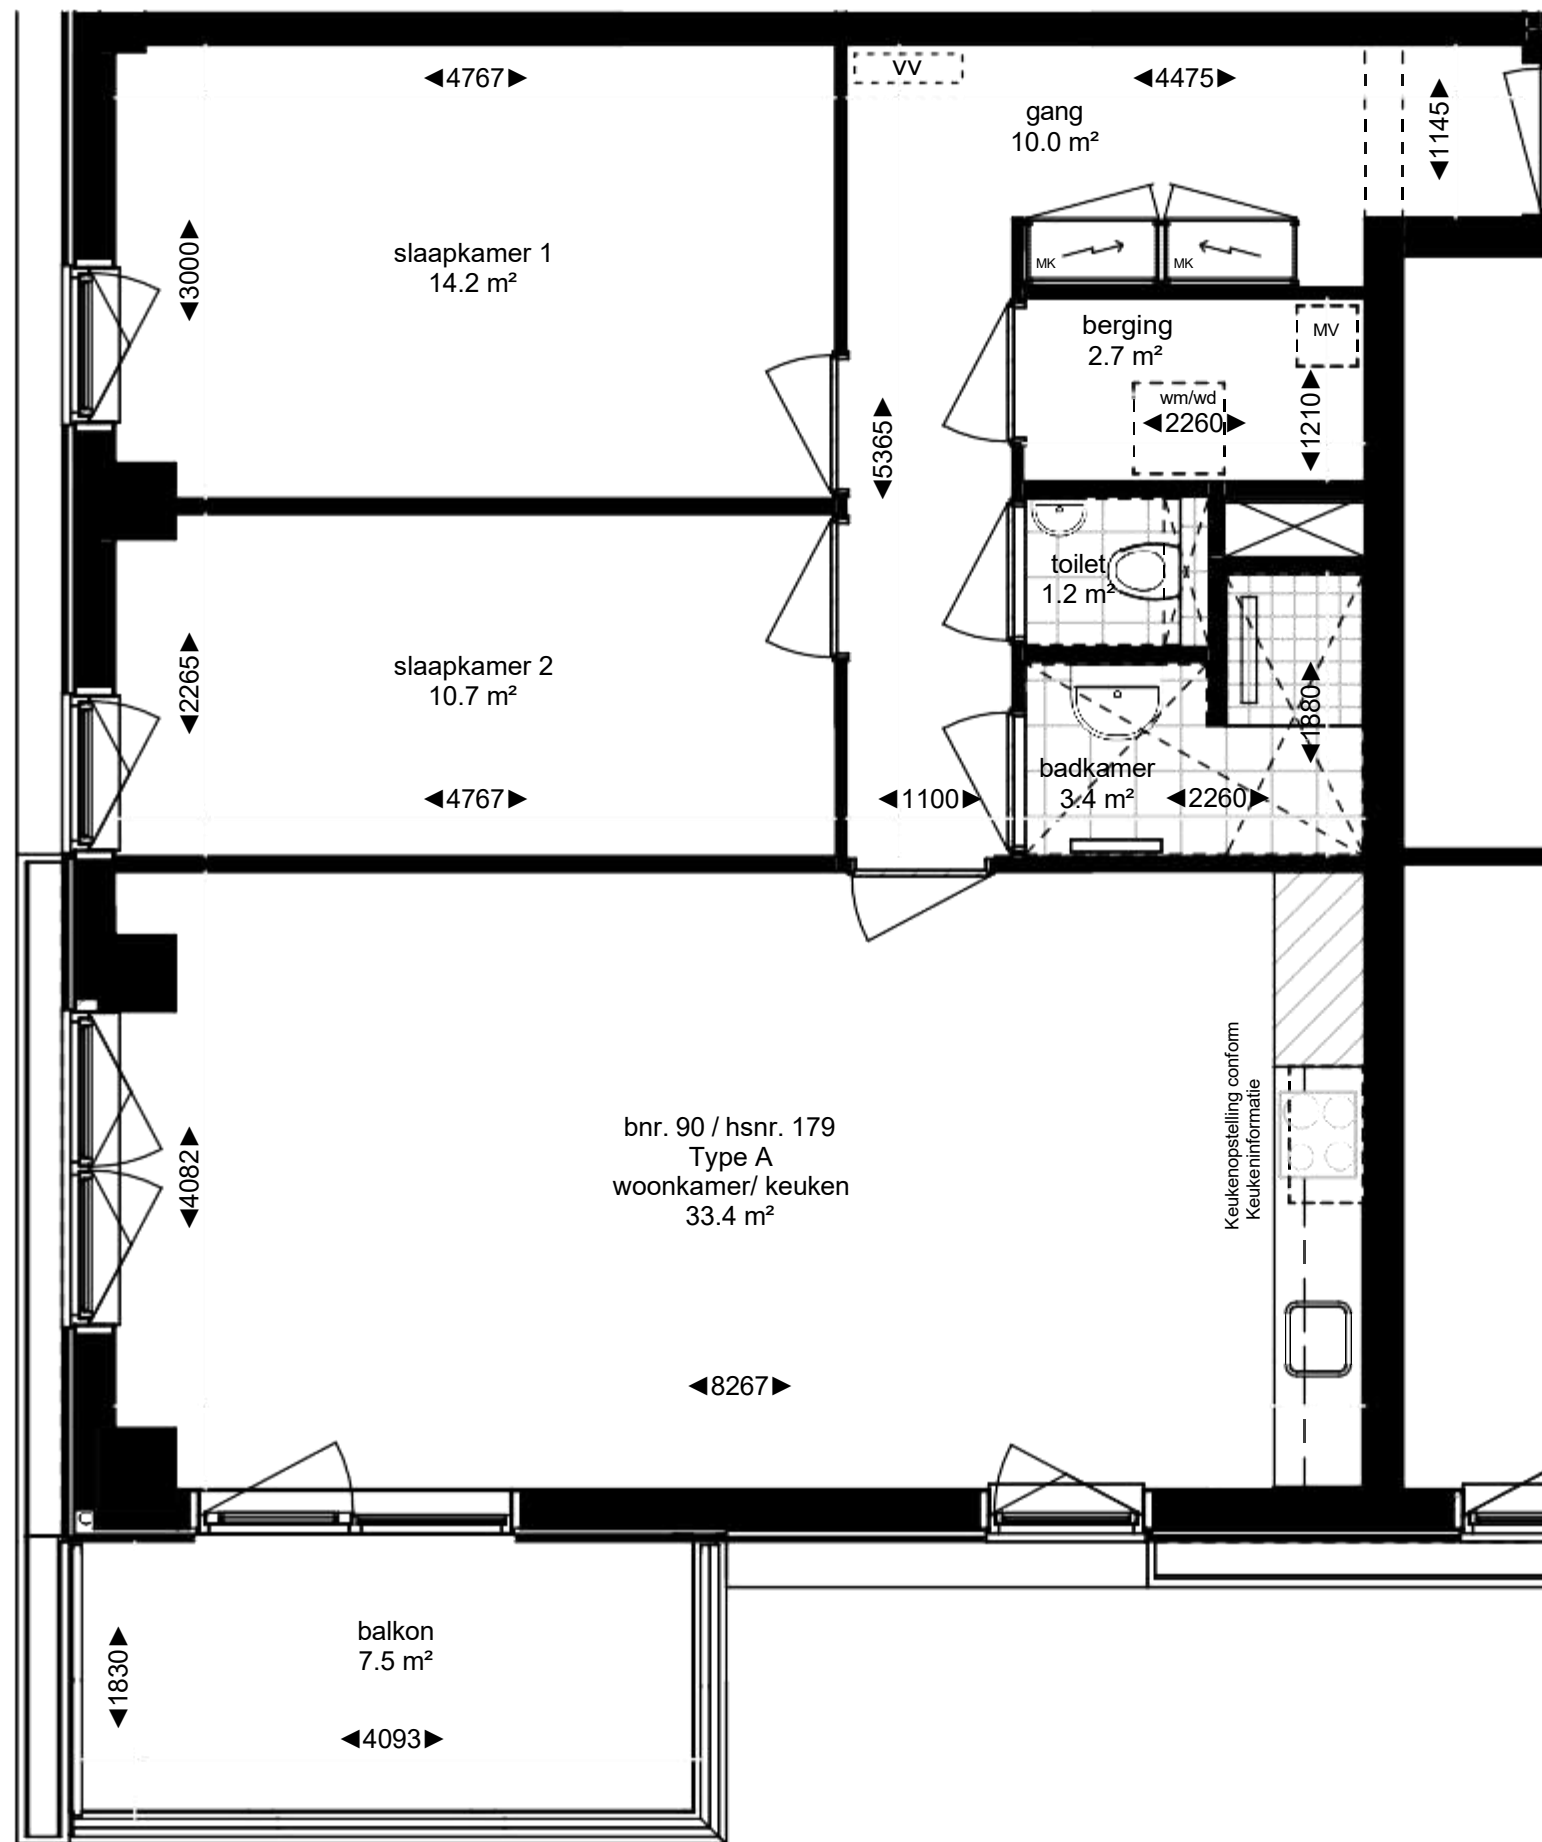 4767
VV
4475
gang
10.0 m²
1145
slaapkamer 1
14.2 m²
3000
MK
MK
berging
2.7 m²
MV
wm/wd
2260
1210
5365
toilet
1.2 m²
slaapkamer 2
10.7 m²
2265
4767
1100
1880
badkamer
3.4 m²
2260
bnr. 90 / hsnr. 179
Type A
woonkamer/ keuken
33.4 m²
4082
Keukenopstelling conform
Keukeninformatie
8267
balkon
7.5 m²
1830
4093